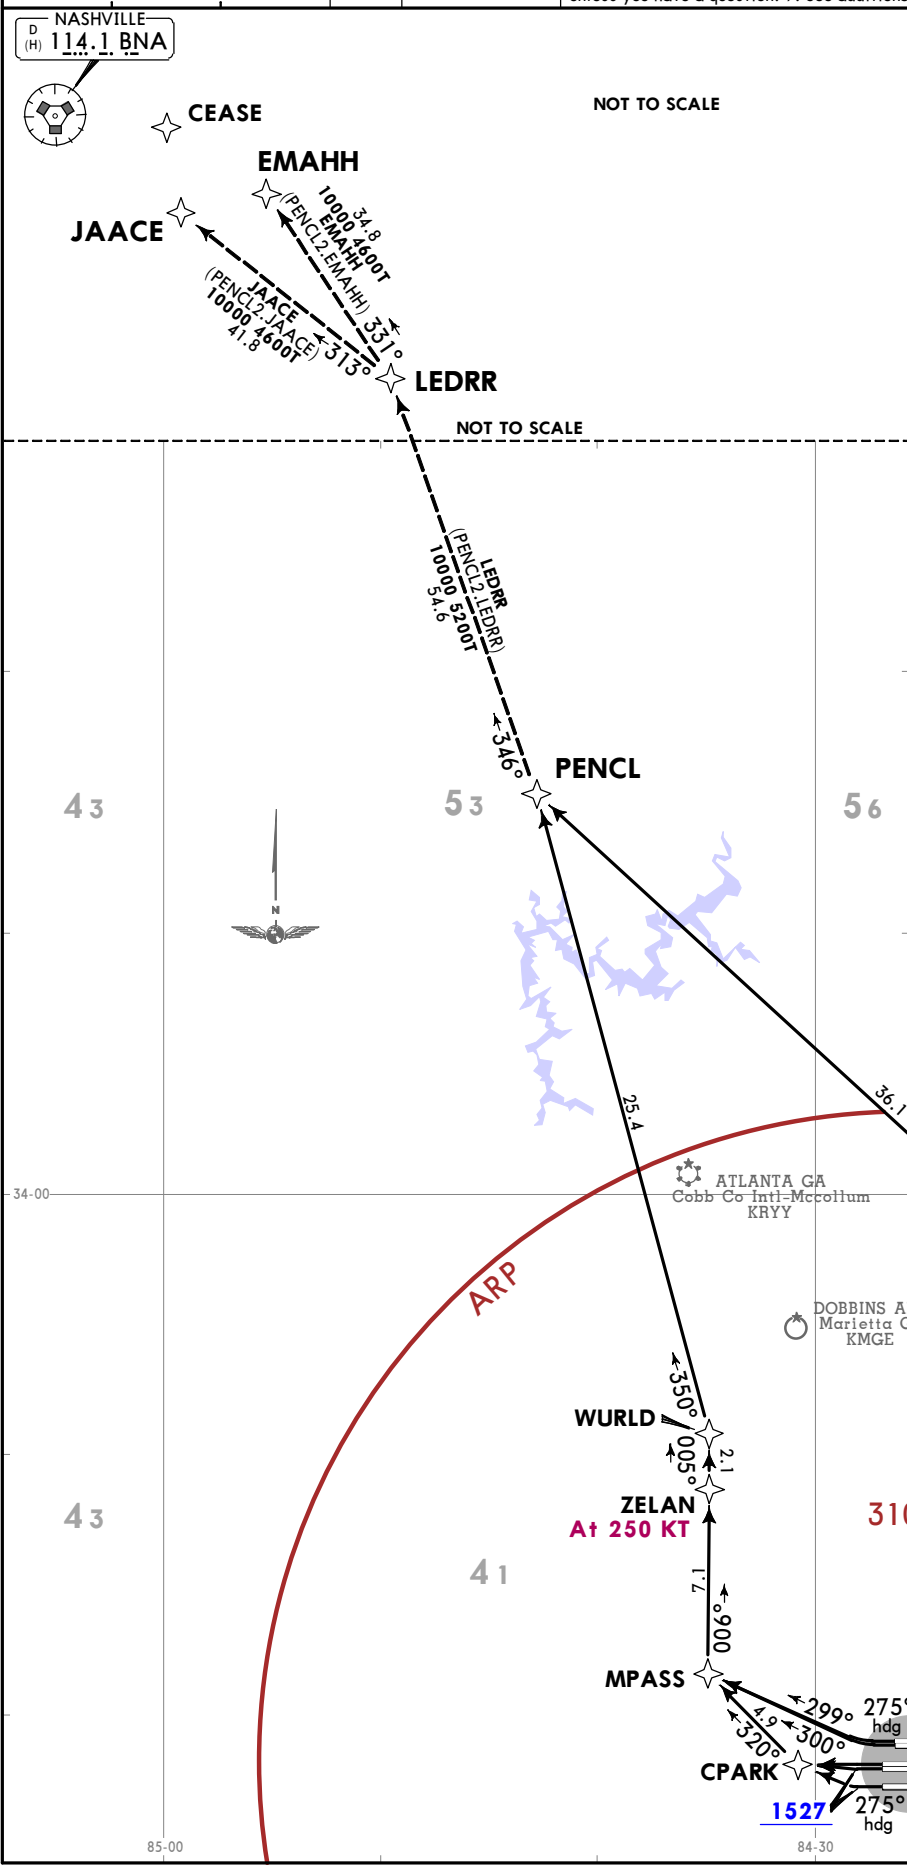 NASHVILLE
D
(H) 114.1 BNA
CEASE
NOT TO SCALE
EMAHH
JAACE
34.8
10000 4600T
EMAHH
(PENCL2.EMAHH)
331°
JAACE
(PENCL2.JAACE)
10000 4600T
41.8
313°
LEDRR
NOT TO SCALE
LEDRR
(PENCL2.LEDRR)
10000 5200T
54.6
346°
PENCL
43
53
56
N
36.1
25.4
34-00
ATLANTA GA
Cobb Co Intl-Mccollum
KRYY
ARP
DOBBINS A
Marietta
KMGE
350°
WURLD
005°
2.1
ZELAN
At 250 KT
43
310
41
7.1
006°
MPASS
299°
275°
hdg
4.9
300°
320°
CPARK
1527
275°
hdg
85-00
84-30